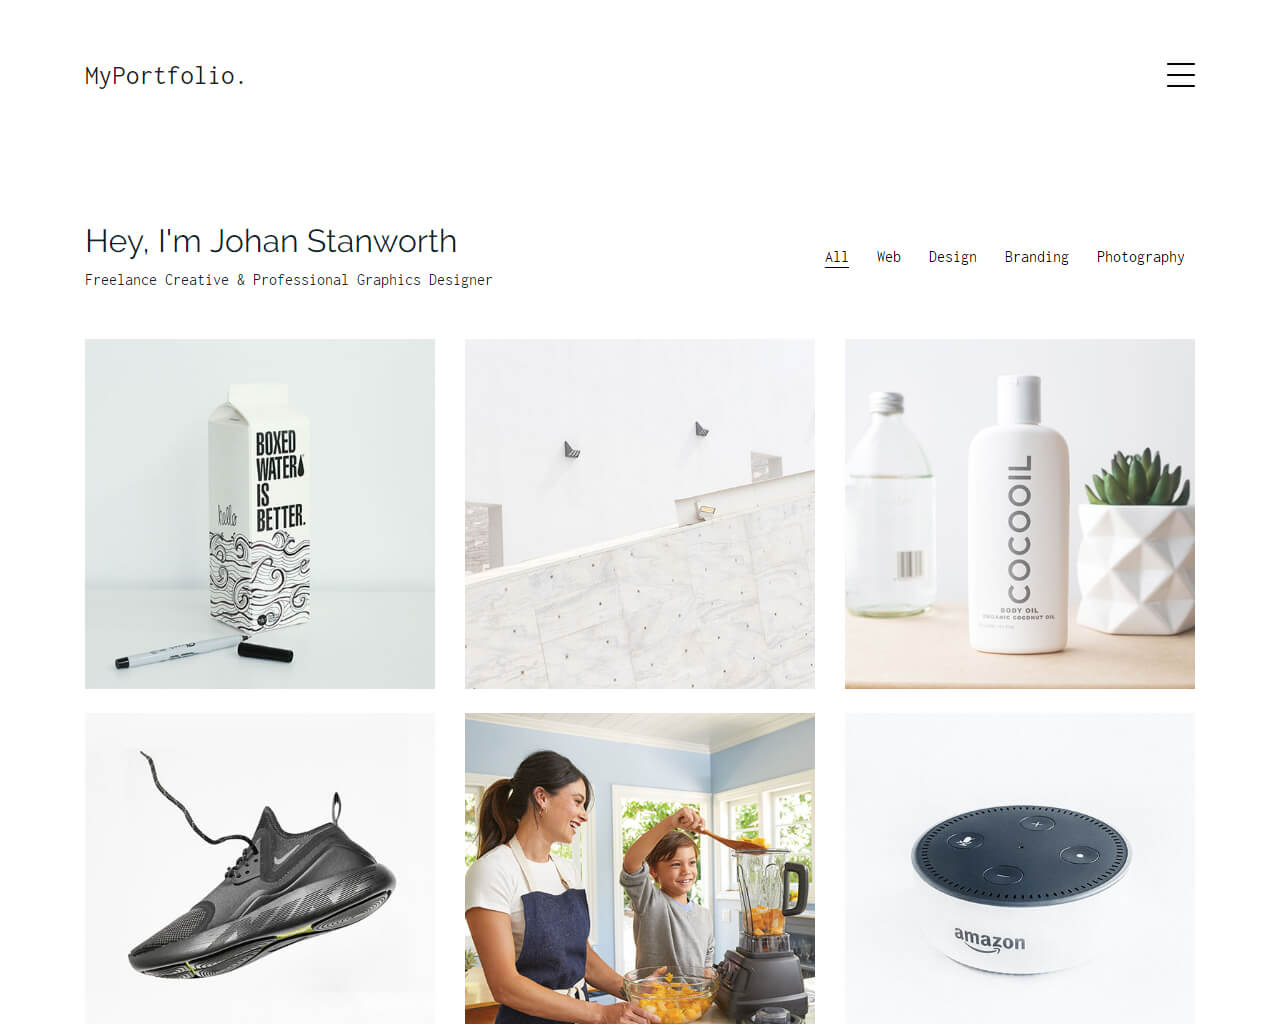 MyPortfolio.
Hey, I'm Johan Stanworth
Freelance Creative & Professional Graphics Designer
All Web Design Branding Photography
BOXED
WATER
IS
BETTER.
hello
COCOOIL
BODY OIL
ORGANIC COCONUT OIL
amazon